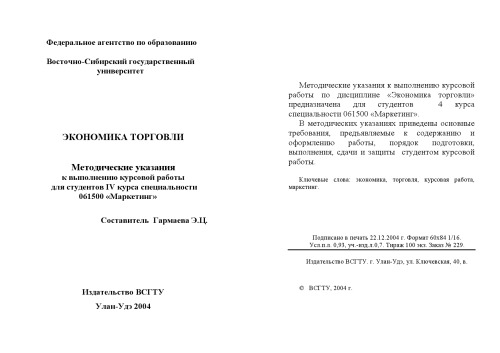 Федеральное агентство по образованию
Восточно-Сибирский государственный
университет
ЭКОНОМИКА ТОРГОВЛИ
Методические указания
к выполнению курсовой работы
для студентов IV курса специальности
061500 «Маркетинг»
Составитель Гармаева Э.Ц.
Издательство ВСГТУ
Улан-Удэ 2004
Методические указания к выполнению курсовой
работы по дисциплине «Экономика торговли»
предназначена для студентов 4 курса
специальности 061500 «Маркетинг».
В методических указаниях приведены основные
требования, предъявляемые к содержанию и
оформлению работы, порядок подготовки,
выполнения, сдачи и защиты студентом курсовой
работы.
Ключевые слова: экономика, торговля, курсовая работа,
маркетинг.
Подписано в печать 22.12.2004 г. Формат 60х84 1/16.
Усл.п.л. 0,93, уч.-изд.л.0,7. Тираж 100 экз. Заказ № 229.
Издательство ВСГТУ. г. Улан-Удэ, ул. Ключевская, 40, в.
© ВСГТУ, 2004 г.